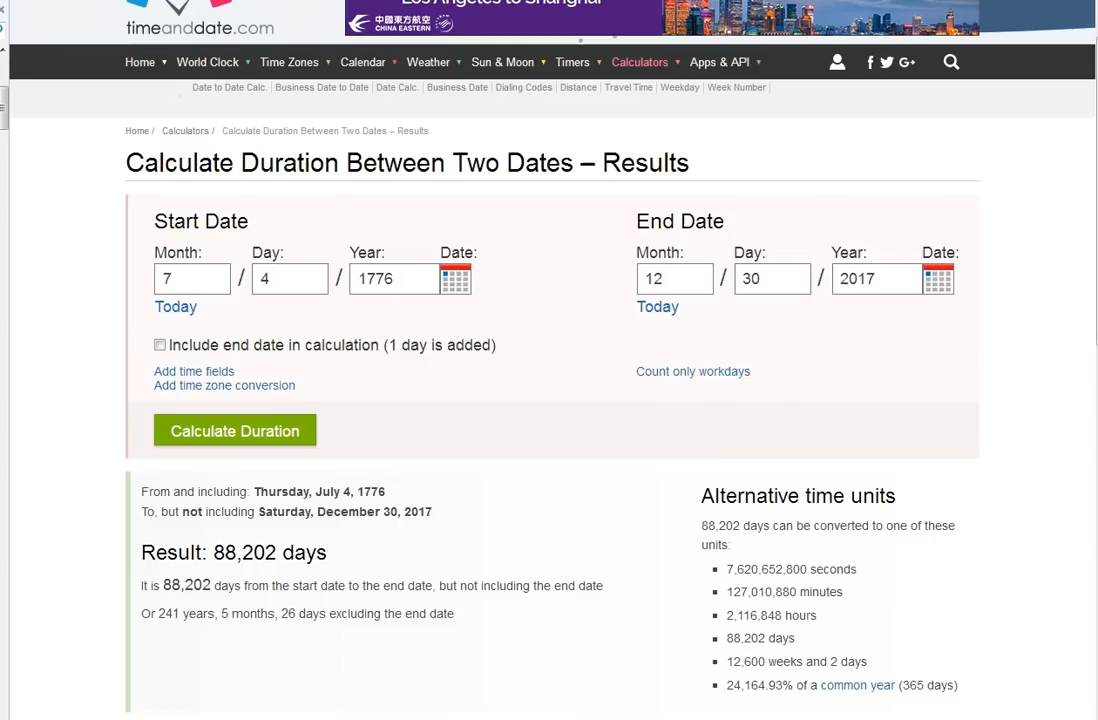 Los Angeles to Shanghai
中國東方航空
CHINA EASTERN
timeanddate.com
Home World Clock Time Zones Calendar Weather Sun & Moon Timers Calculators Apps & API
Date to Date Calc. | Business Date to Date | Date Calc. | Business Date | Dialing Codes | Distance | Travel Time | Weekday | Week Number |
Home / Calculators / Calculate Duration Between Two Dates – Results
Calculate Duration Between Two Dates – Results
Start Date End Date
Month: Day: Year: Date: Month: Day: Year: Date:
7 / 4 / 1776 12 / 30 / 2017
Today Today
Include end date in calculation (1 day is added)
Add time fields Count only workdays
Add time zone conversion
Calculate Duration
From and including: Thursday, July 4, 1776
To, but not including Saturday, December 30, 2017
Result: 88,202 days
It is 88,202 days from the start date to the end date, but not including the end date
Or 241 years, 5 months, 26 days excluding the end date
Alternative time units
88,202 days can be converted to one of these
units:
7,620,652,800 seconds
127,010,880 minutes
2,116,848 hours
88,202 days
12,600 weeks and 2 days
24,164.93% of a common year (365 days)